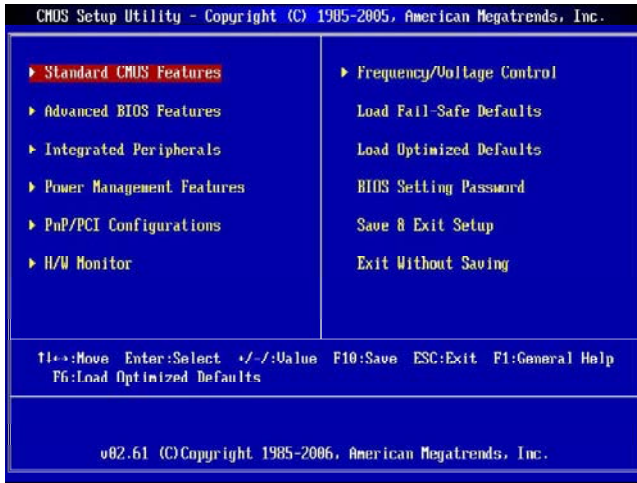 CMOS Setup Utility - Copyright (C) 1985-2005, American Megatrends, Inc.
▶ Standard CMOS Features
▶ Advanced BIOS Features
▶ Integrated Peripherals
▶ Power Management Features
▶ PnP/PCI Configurations
▶ H/W Monitor
▶ Frequency/Voltage Control
Load Fail-Safe Defaults
Load Optimized Defaults
BIOS Setting Password
Save & Exit Setup
Exit Without Saving
↑↓←→:Move Enter:Select +/-/:Value F10:Save ESC:Exit F1:General Help
F6:Load Optimized Defaults
v02.61 (C)Copyright 1985-2006, American Megatrends, Inc.